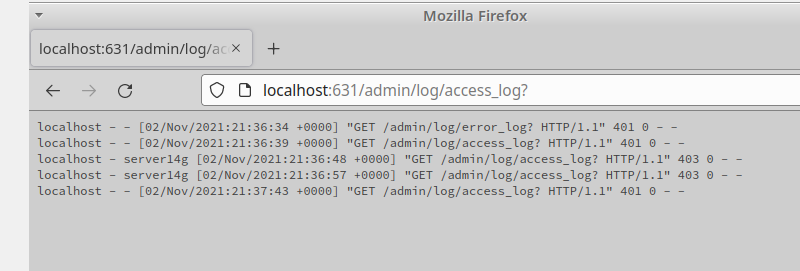 Mozilla Firefox
localhost:631/admin/log/ac
localhost:631/admin/log/access_log?
localhost - - [02/Nov/2021:21:36:34 +0000] "GET /admin/log/error_log? HTTP/1.1" 401 0 - -
localhost - - [02/Nov/2021:21:36:39 +0000] "GET /admin/log/access_log? HTTP/1.1" 401 0 - -
localhost - server14g [02/Nov/2021:21:36:48 +0000] "GET /admin/log/access_log? HTTP/1.1" 403 0 - -
localhost - server14g [02/Nov/2021:21:36:57 +0000] "GET /admin/log/access_log? HTTP/1.1" 403 0 - -
localhost - - [02/Nov/2021:21:37:43 +0000] "GET /admin/log/access_log? HTTP/1.1" 401 0 - -